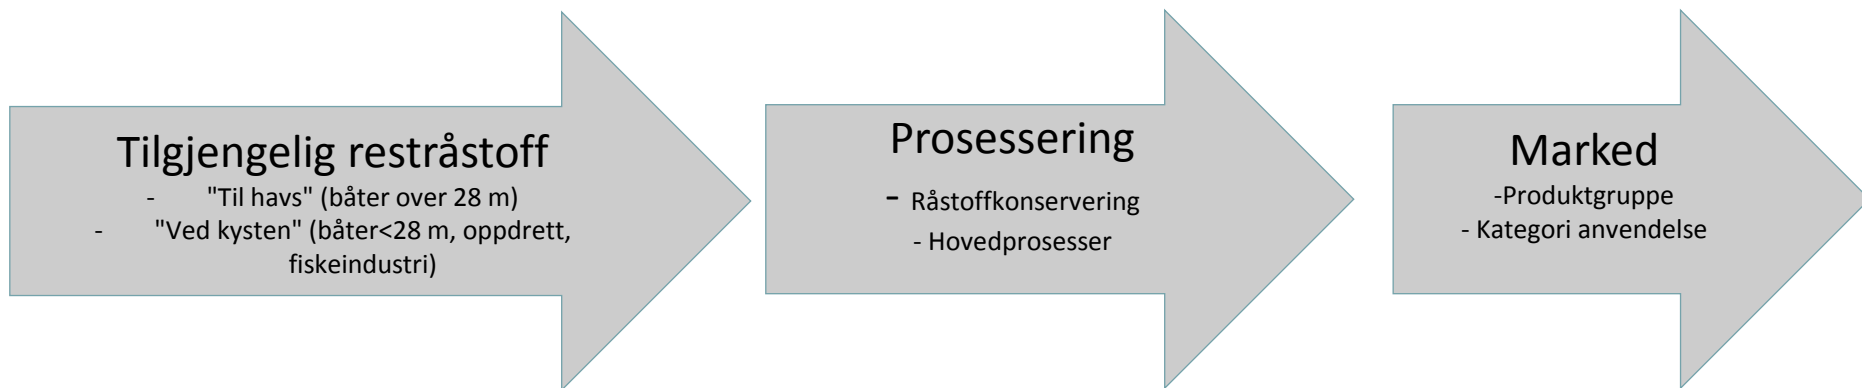 Tilgjengelig restråstoff
- "Til havs" (båter over 28 m)
- "Ved kysten" (båter<28 m, oppdrett,
fiskeindustri)
Prosessering
- Råstoffkonservering
- Hovedprosesser
Marked
-Produktgruppe
- Kategori anvendelse